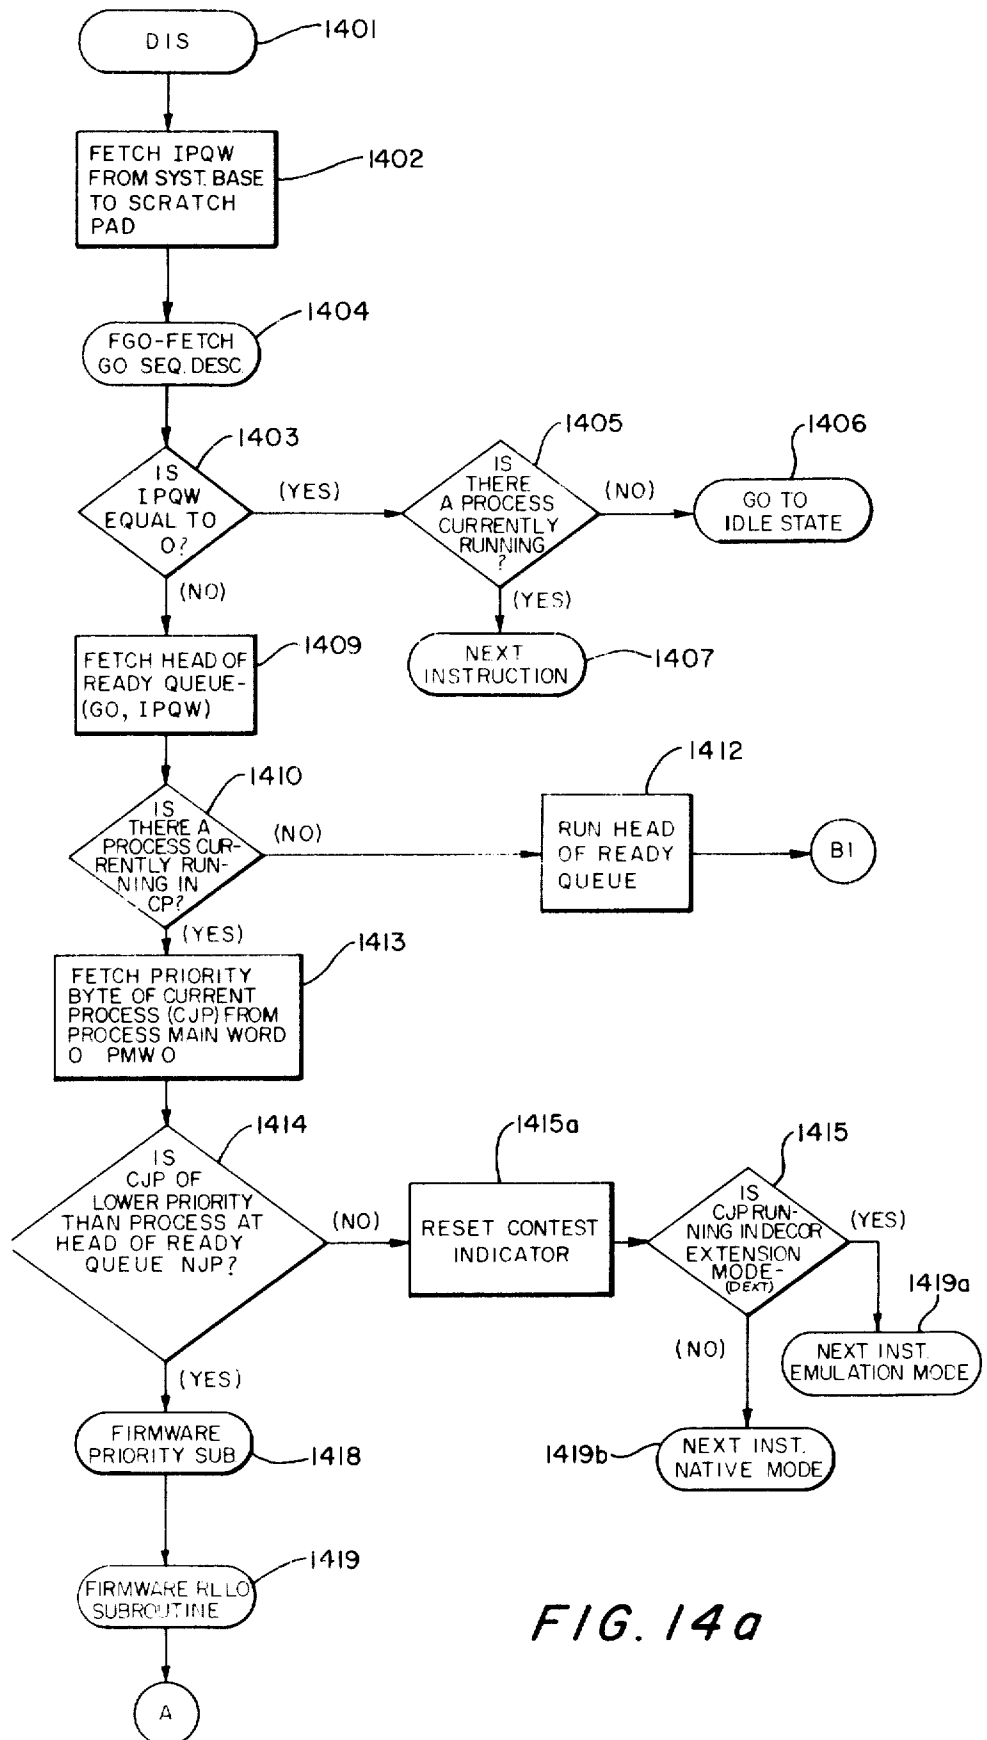 DIS
1401
FETCH IPQW
FROM SYST. BASE
TO SCRATCH
PAD
1402
FGO-FETCH
GO SEQ. DESC.
1404
IS
IPQW
EQUAL TO
0?
1403
(YES)
(NO)
IS
THERE
A PROCESS
CURRENTLY
RUNNING
?
1405
(NO)
(YES)
GO TO
IDLE STATE
1406
NEXT
INSTRUCTION
1407
FETCH HEAD OF
READY QUEUE-
(GO, IPQW)
1409
IS
THERE A
PROCESS CUR-
RENTLY RUN-
NING IN
CP?
1410
(NO)
(YES)
RUN HEAD
OF READY
QUEUE
1412
B1
FETCH PRIORITY
BYTE OF CURRENT
PROCESS (CJP) FROM
PROCESS MAIN WORD
0 PMW 0
1413
IS
CJP OF
LOWER PRIORITY
THAN PROCESS AT
HEAD OF READY
QUEUE NJP?
1414
(NO)
(YES)
RESET CONTEST
INDICATOR
1415a
IS
CJP RUN-
NING IN DECOR
EXTENSION
MODE-
(DEXT)
1415
(YES)
(NO)
NEXT INST.
EMULATION MODE
1419a
NEXT INST.
NATIVE MODE
1419b
FIRMWARE
PRIORITY SUB.
1418
FIRMWARE RLLO
SUBROUTINE
1419
A
FIG. 14a